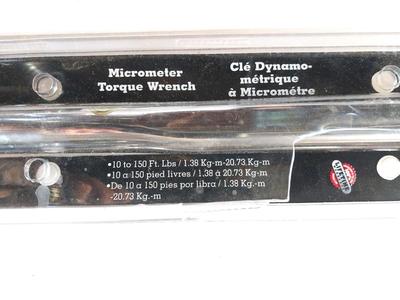 Micrometer
Torque Wrench
Clé Dynamo-
métrique
à Micrométre
•10 to 150 Ft. Lbs / 1.38 Kg-m-20.73.Kg-m
•10 a-150 pied livres / 1.38 à 20.73 Kg-m
•De 10 a 150 pies por libra / 1.38 Kg.-m
-20.73 Kg.-m